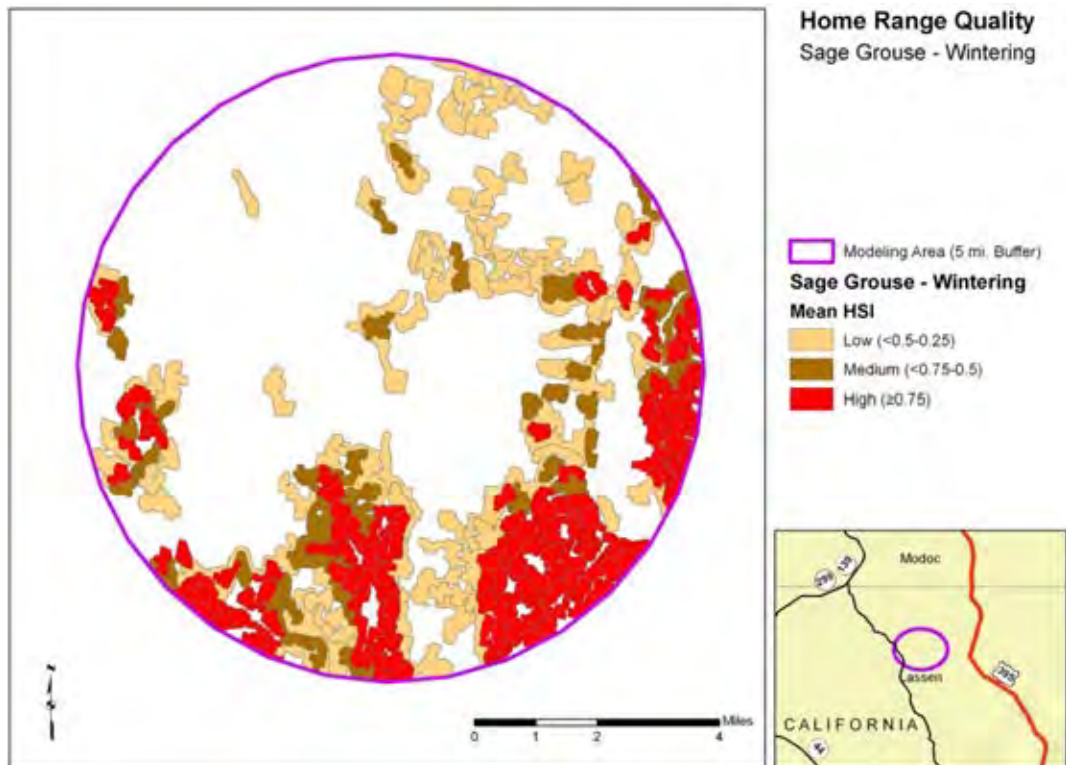 Home Range Quality
Sage Grouse - Wintering
Modeling Area (5 mi. Buffer)
Sage Grouse - Wintering
Mean HSI
Low (<0.5-0.25)
Medium (<0.75-0.5)
High (≥0.75)
Miles
0 1 2 4
Modoc
299 139
Lassen
395
CALIFORNIA
44